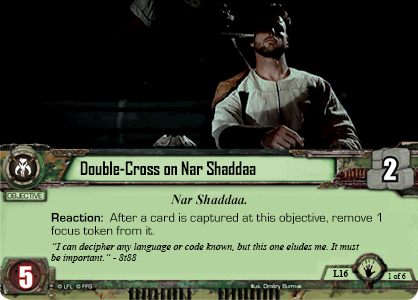 Double-Cross on Nar Shaddaa
2
OBJECTIVE
Nar Shaddaa.
Reaction: After a card is captured at this objective, remove 1
focus token from it.
"I can decipher any language or code known, but this one eludes me. It must
be important." - 8t88
L16
1 of 6
5
© LFL © FFG
Illus. Dmitry Burmak